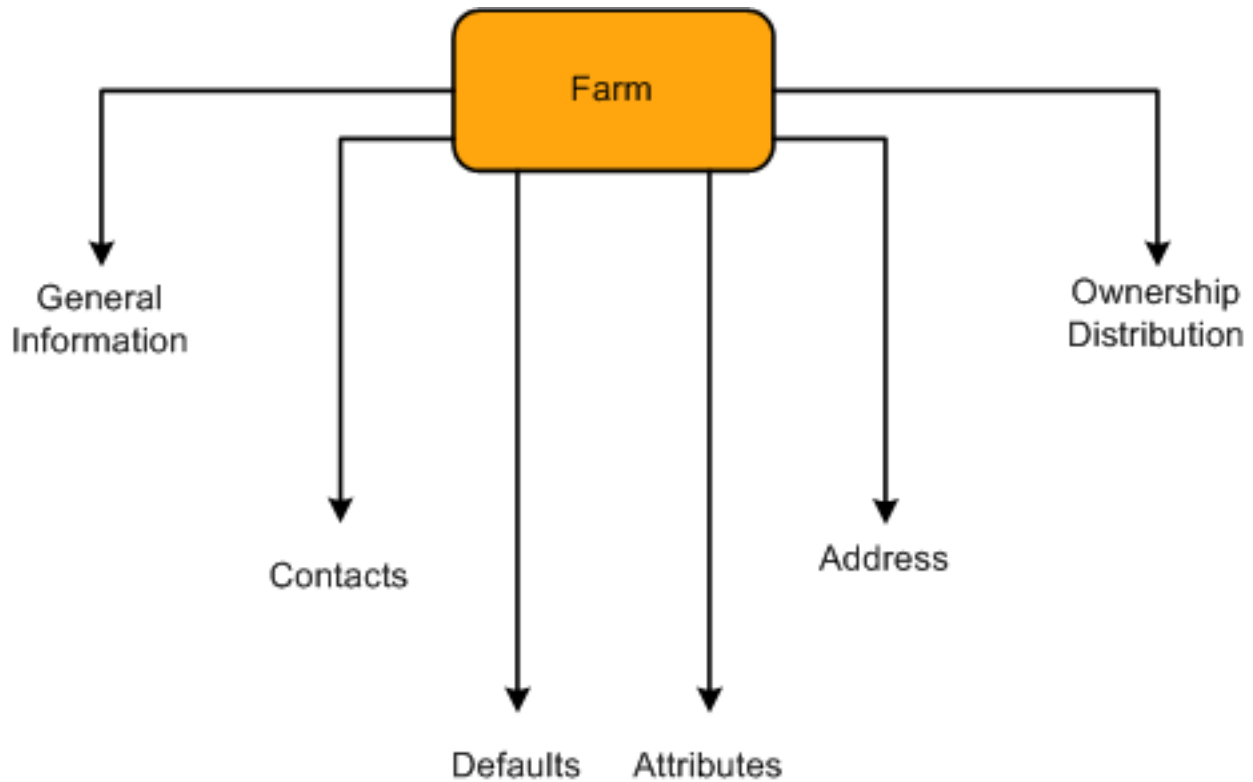 Farm
General
Information
Ownership
Distribution
Contacts
Address
Defaults
Attributes